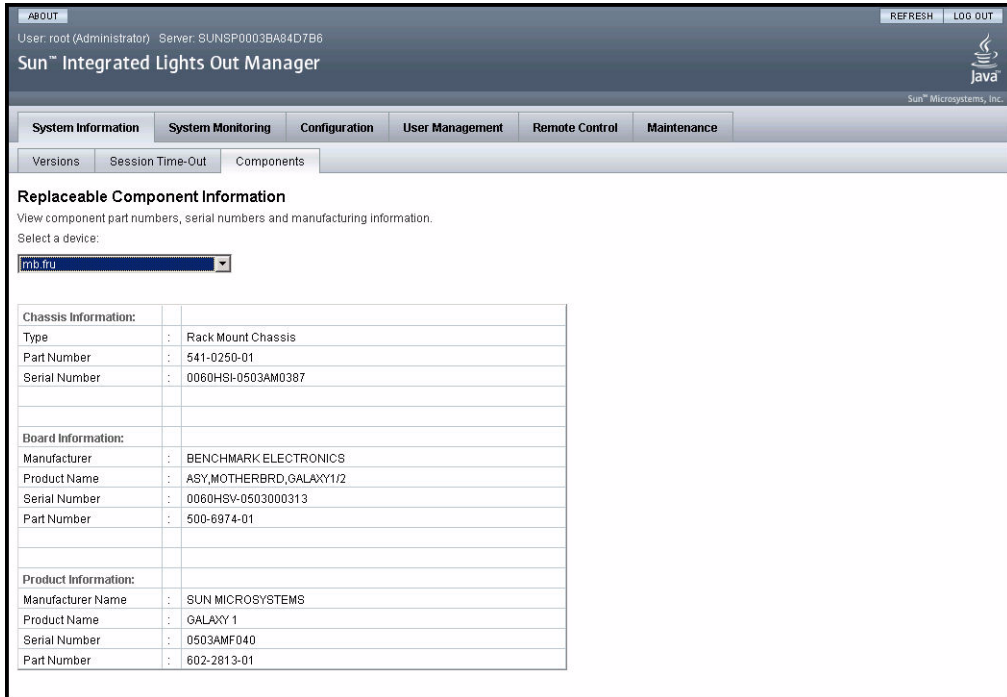 ABOUT REFRESH LOG OUT
User: root (Administrator) Server: SUNSP0003BA84D7B6
Sun™ Integrated Lights Out Manager
Java™
Sun™ Microsystems, Inc.
System Information System Monitoring Configuration User Management Remote Control Maintenance
Versions Session Time-Out Components
Replaceable Component Information
View component part numbers, serial numbers and manufacturing information.
Select a device:
mb.fru
Chassis Information:
Type : Rack Mount Chassis
Part Number : 541-0250-01
Serial Number : 0060HSI-0503AM0387
Board Information:
Manufacturer : BENCHMARK ELECTRONICS
Product Name : ASY,MOTHERBRD,GALAXY1/2
Serial Number : 0060HSV-0503000313
Part Number : 500-6974-01
Product Information:
Manufacturer Name : SUN MICROSYSTEMS
Product Name : GALAXY 1
Serial Number : 0503AMF040
Part Number : 602-2813-01